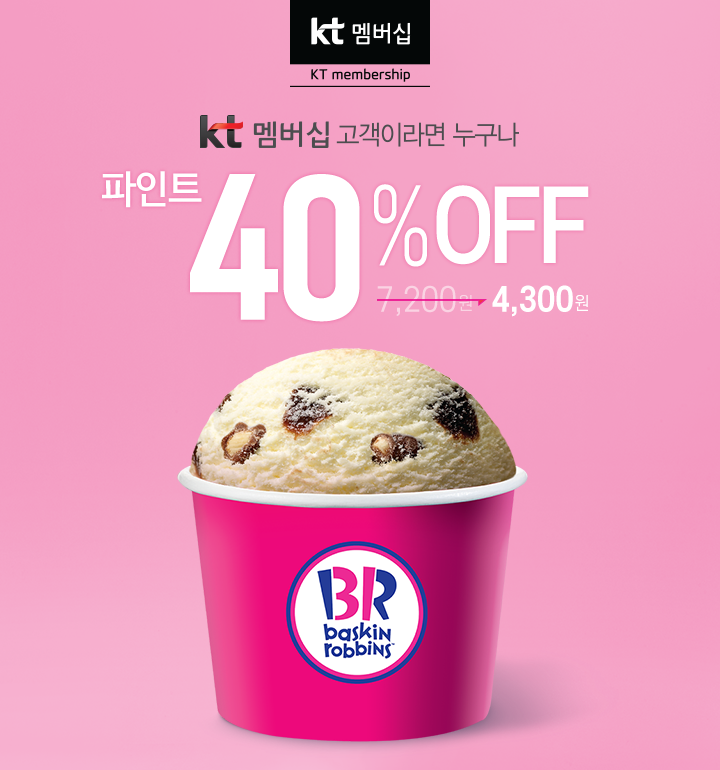 kt 멤버십
KT membership
kt 멤버십 고객이라면 누구나
파인트 40%OFF
7,200원 4,300원
BR
baskin
robbins™